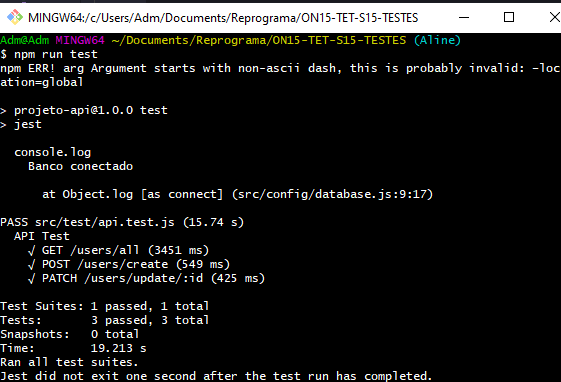 MINGW64:/c/Users/Adm/Documents/Reprograma/ON15-TET-S15-TESTES
Adm@Adm MINGW64 ~/Documents/Reprograma/ON15-TET-S15-TESTES (Aline)
$ npm run test
npm ERR! arg Argument starts with non-ascii dash, this is probably invalid: –loc
ation=global
> projeto-api@1.0.0 test
> jest
console.log
Banco conectado
at Object.log [as connect] (src/config/database.js:9:17)
PASS src/test/api.test.js (15.74 s)
API Test
√ GET /users/all (3451 ms)
√ POST /users/create (549 ms)
√ PATCH /users/update/:id (425 ms)
Test Suites: 1 passed, 1 total
Tests:       3 passed, 3 total
Snapshots:   0 total
Time:        19.213 s
Ran all test suites.
Jest did not exit one second after the test run has completed.